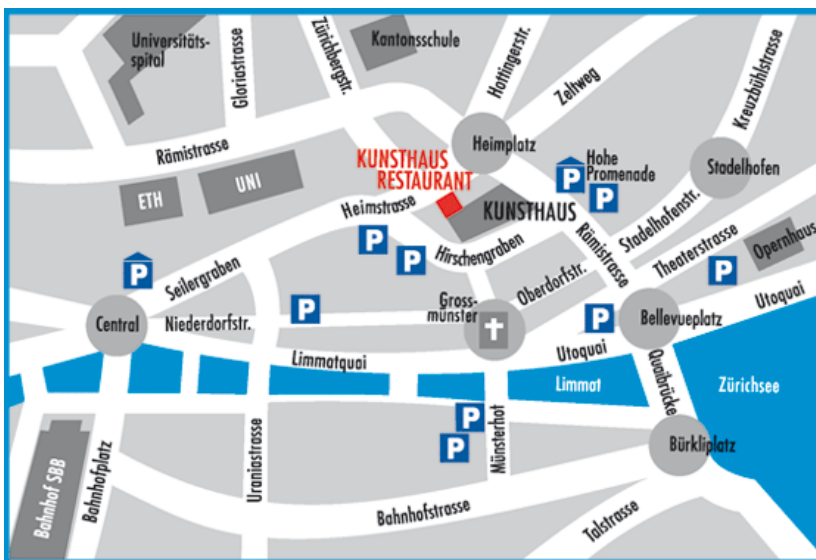 Universitäts-
spital
Gloriastrasse
Zürichbergstr.
Kantonsschule
Hottingerstr.
Zeltweg
Kreuzbühlstrasse
Rämistrasse
Heimplatz
ETH
UNI
KUNSTHAUS
RESTAURANT
Hohe
Promenade
P
P
Stadelhofen
Heimstrasse
KUNSTHAUS
Stadelhofenstr.
P
P
Hirschengraben
Rämistrasse
Theaterstrasse
Opernhaus
P
P
Seilergraben
Oberdorfstr.
Central
Niederdorfstr.
P
Gross-
münster
P
Bellevueplatz
Utoquai
Limmatquai
Utoquai
Limmat
Quaibrücke
Zürichsee
Bahnhof SBB
Bahnhofplatz
Uraniastrasse
P
P
Münsterhot
Bürkliplatz
Bahnhofstrasse
Talstrasse